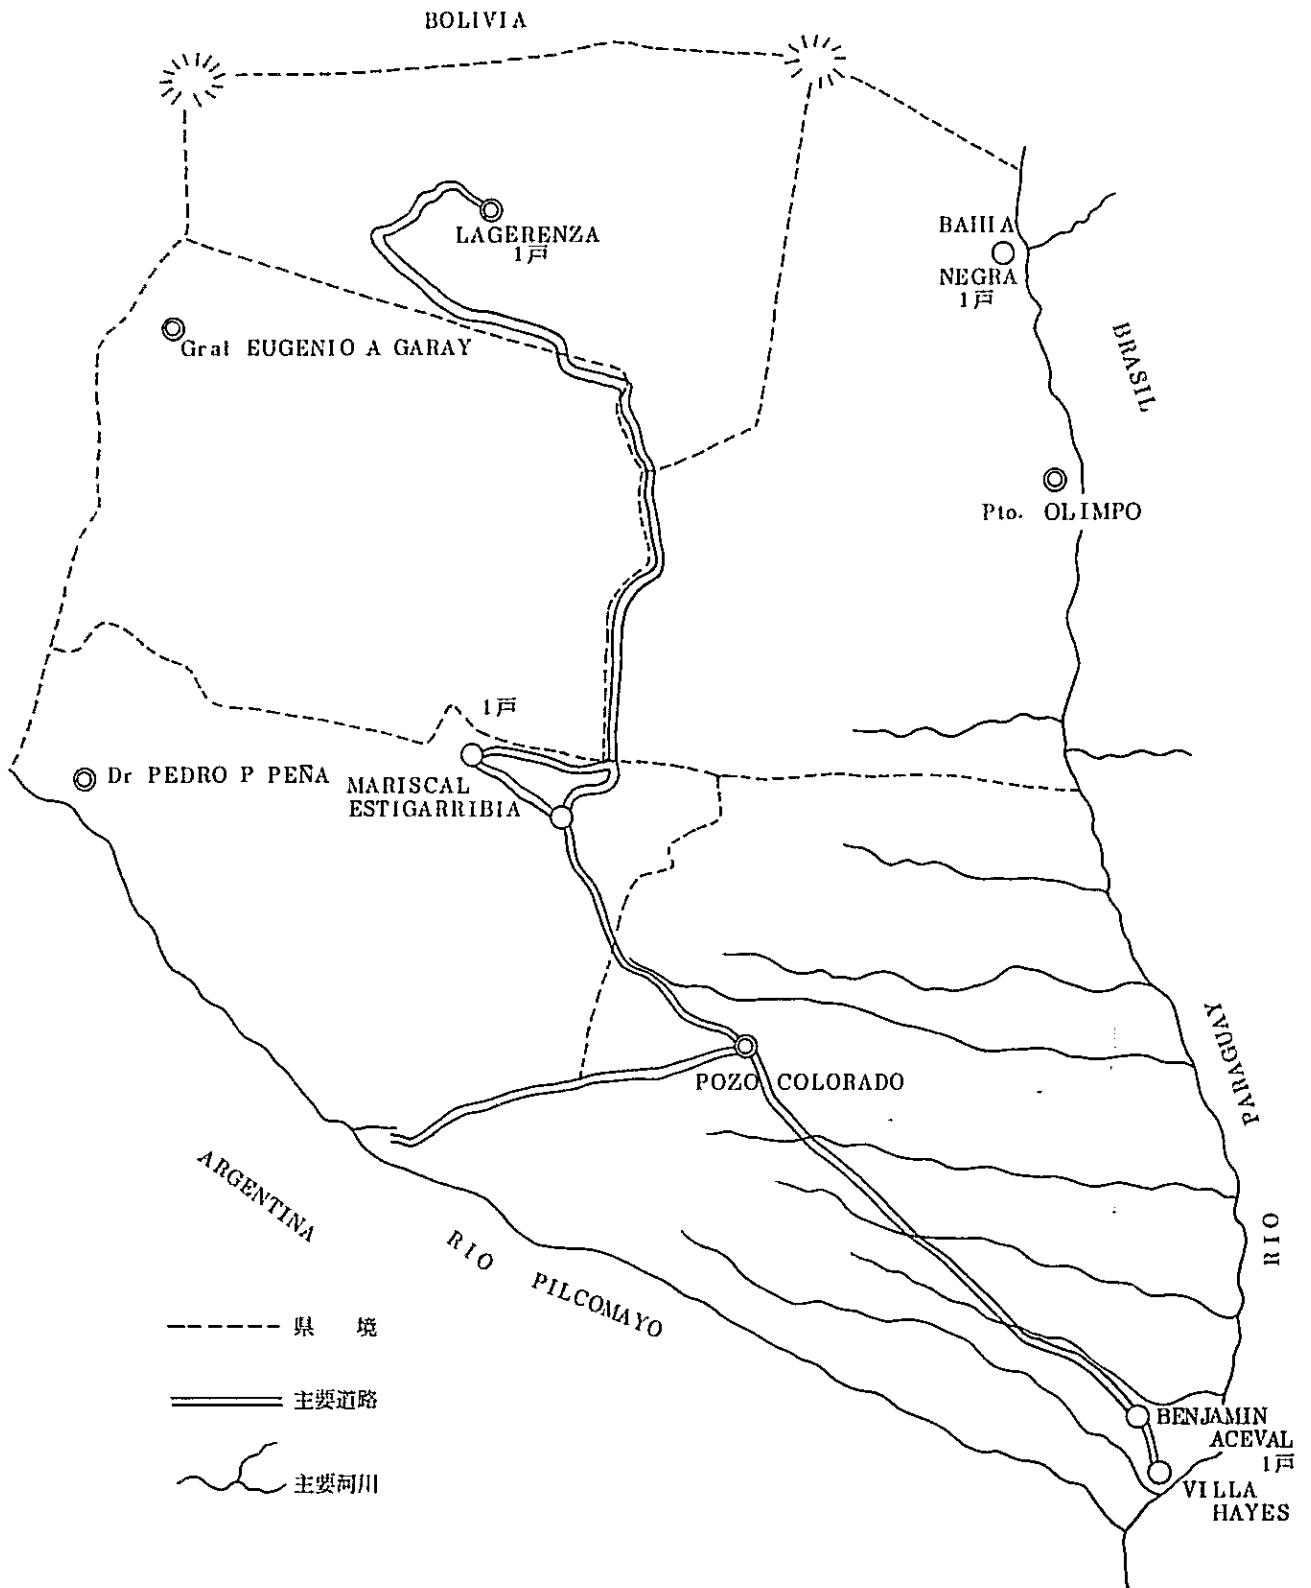 BOLIVIA
LAGERENZA
1戸
BAHIA
NEGRA
1戸
Gral EUGENIO A GARAY
BRASIL
Pto. OLIMPO
1戸
Dr PEDRO P PEÑA
MARISCAL
ESTIGARRIBIA
POZO COLORADO
RIO PARAGUAY
ARGENTINA
RIO PILCOMAYO
県 境
主要道路
主要河川
BENJAMIN
ACEVAL
1戸
VILLA
HAYES